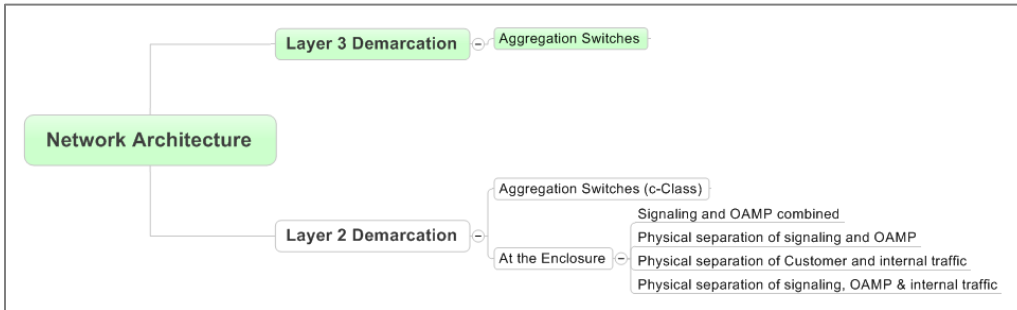 Layer 3 Demarcation
Aggregation Switches
Network Architecture
Layer 2 Demarcation
Aggregation Switches (c-Class)
At the Enclosure
Signaling and OAMP combined
Physical separation of signaling and OAMP
Physical separation of Customer and internal traffic
Physical separation of signaling, OAMP & internal traffic